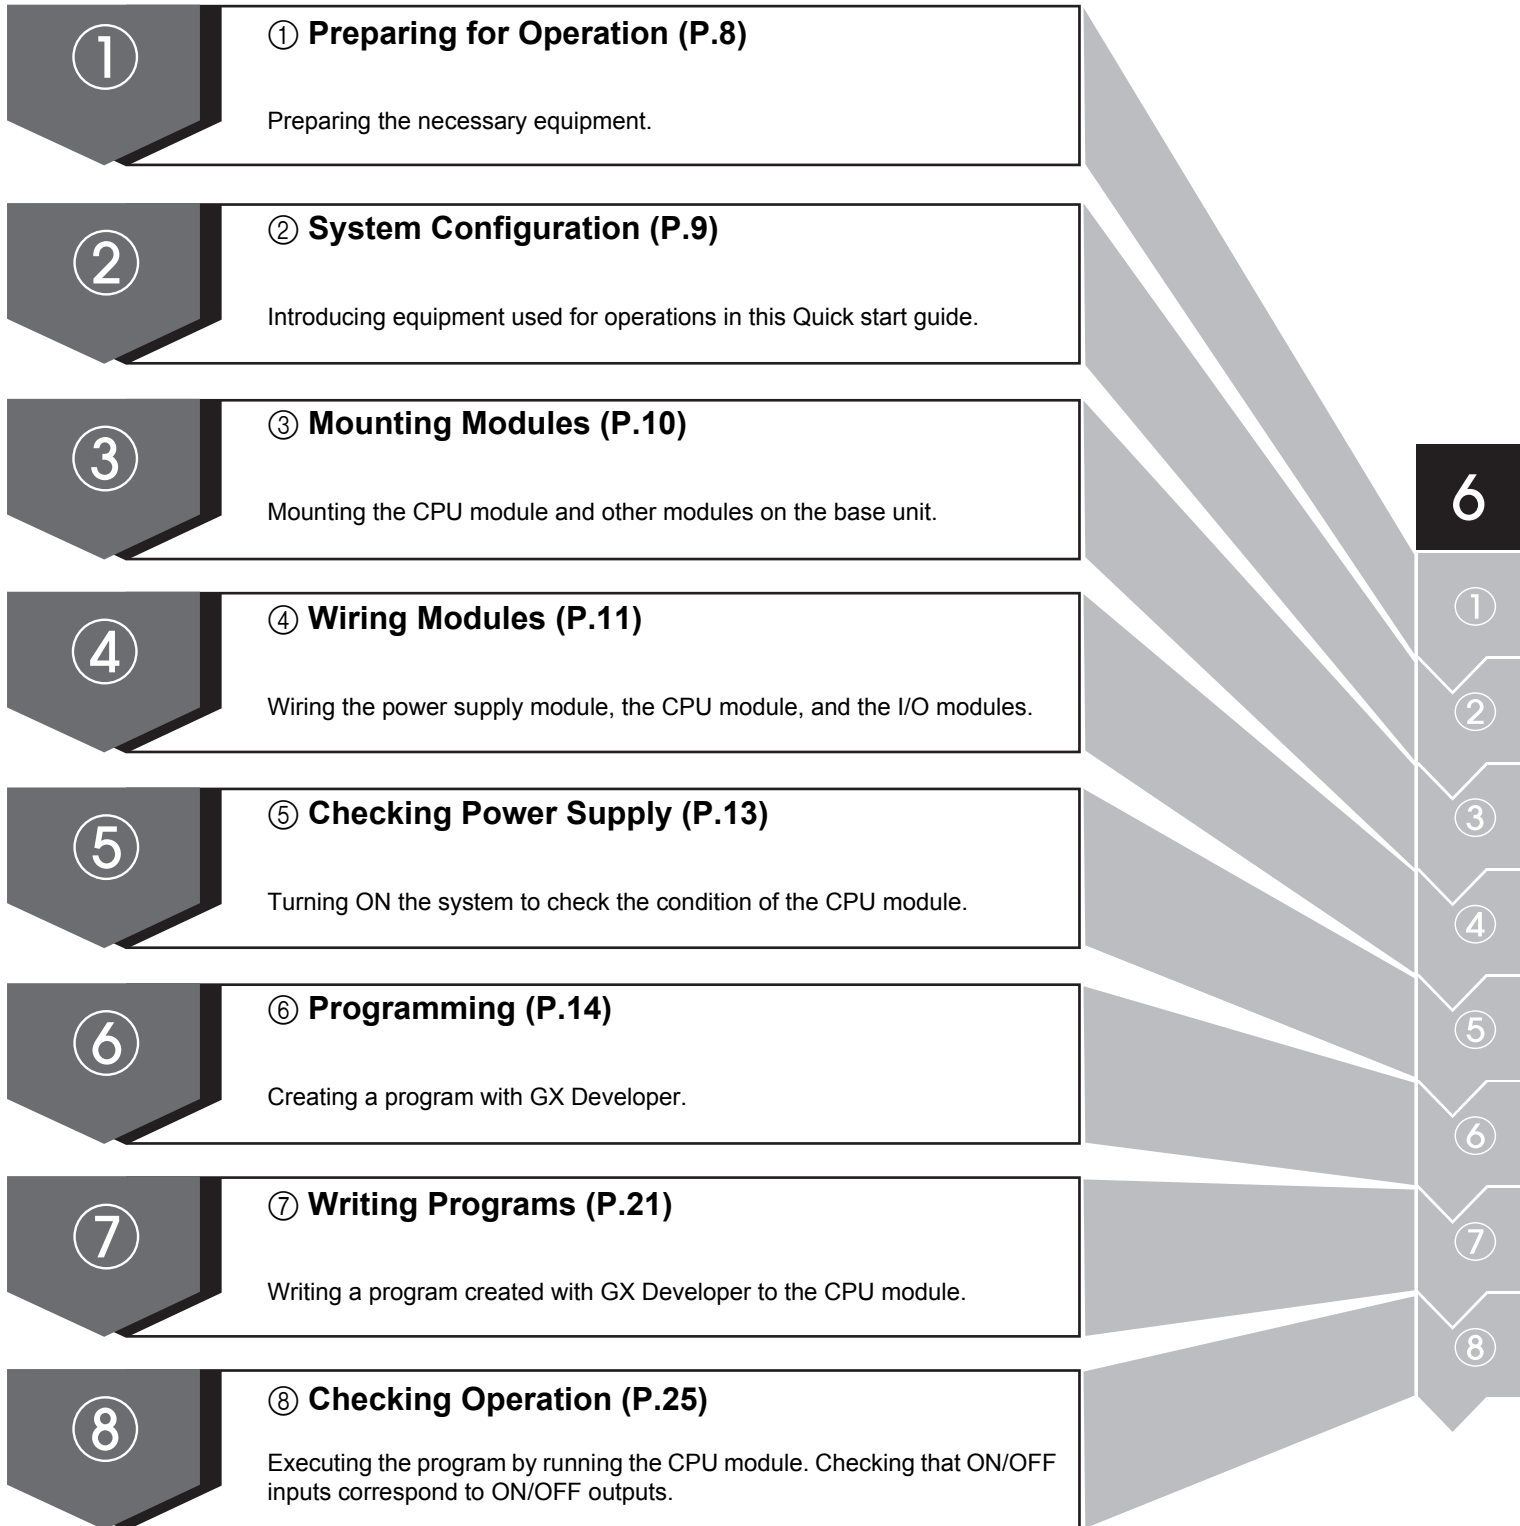 ①
① Preparing for Operation (P.8)
Preparing the necessary equipment.
②
② System Configuration (P.9)
Introducing equipment used for operations in this Quick start guide.
③
③ Mounting Modules (P.10)
Mounting the CPU module and other modules on the base unit.
④
④ Wiring Modules (P.11)
Wiring the power supply module, the CPU module, and the I/O modules.
⑤
⑤ Checking Power Supply (P.13)
Turning ON the system to check the condition of the CPU module.
⑥
⑥ Programming (P.14)
Creating a program with GX Developer.
⑦
⑦ Writing Programs (P.21)
Writing a program created with GX Developer to the CPU module.
⑧
⑧ Checking Operation (P.25)
Executing the program by running the CPU module. Checking that ON/OFF
inputs correspond to ON/OFF outputs.
6
①
②
③
④
⑤
⑥
⑦
⑧